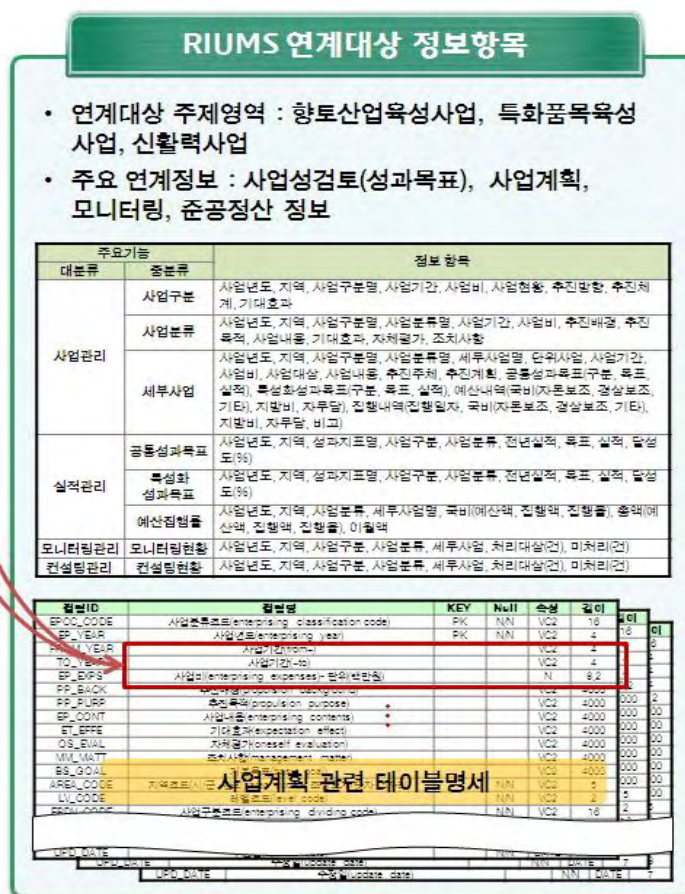 RIUMS 연계대상 정보항목
• 연계대상 주제영역 : 향토산업육성사업, 특화품목육성
사업, 신활력사업
• 주요 연계정보 : 사업성검토(성과목표), 사업계획,
모니터링, 준공정산 정보
주요기능 정보 항목
대분류 중분류
사업관리
사업구분
사업년도, 지역, 사업구분명, 사업기간, 사업비, 사업현황, 추진방향, 추진체
계, 기대효과
사업분류
사업년도, 지역, 사업구분명, 사업분류명, 사업기간, 사업비, 추진배경, 추진
목적, 사업내용, 기대효과, 자체평가, 조치사항
세부사업
사업년도, 지역, 사업구분명, 사업분류명, 세부사업명, 단위사업, 사업기간,
사업비, 사업대상, 사업내용, 추진주체, 추진계획, 공통성과목표(구분, 목표,
실적), 특성화성과목표(구분, 목표, 실적), 예산내역(국비(자본보조, 경상보조,
기타), 지방비, 자부담), 집행내역(집행일자, 국비(자본보조, 경상보조, 기타),
지방비, 자부담, 비고)
실적관리
공통성과목표
사업년도, 지역, 성과지표명, 사업구분, 사업분류, 전년실적, 목표, 실적, 달성
도(%)
특성화
성과목표
사업년도, 지역, 성과지표명, 사업구분, 사업분류, 전년실적, 목표, 실적, 달성
도(%)
예산집행률
사업년도, 지역, 사업분류, 세부사업명, 국비(예산액, 집행액, 집행율), 총액(예
산액, 집행액, 집행율), 이월액
모니터링관리 모니터링현황 사업년도, 지역, 사업구분, 사업분류, 세부사업, 처리대상(건), 미처리(건)
컨설팅관리 컨설팅현황 사업년도, 지역, 사업구분, 사업분류, 세부사업, 처리대상(건), 미처리(건)
컬럼ID 컬럼명 KEY Null 속성 길이
EPCC_CODE 사업분류코드(enterprising classification code) PK N/N VC2 16
EP_YEAR 사업년도(enterprising year) PK N/N VC2 4
사업기간(from~) VC2 4
사업기간(~to) VC2 4
EP_EXPS 사업비(enterprising expenses)- 단위(백만원) N 9,2
PP_BACK 추진배경(propulsion background) VC2 4000
PP_PURP 추진목적(propulsion purpose) VC2 4000
EP_CONT 사업내용(enterprising contents) VC2 4000
ET_EFFE 기대효과(expectation effect) VC2 4000
OS_EVAL 자체평가(oneself evaluation) VC2 4000
MM_MATT 조치사항(management matter) VC2 4000
BS_GOAL VC2 4000
AREA_CODE N/N VC2 5
LV_CODE 레벨코드(level code) N/N VC2 2
사업구분코드(enterprising dividing code) N/N VC2 16
사업계획 관련 테이블명세
UPD_DATE N/N DATE
UPD_DATE 수정일(update date) N/N DATE 7
UPD_DATE 수정일(update date) N/N DATE 7